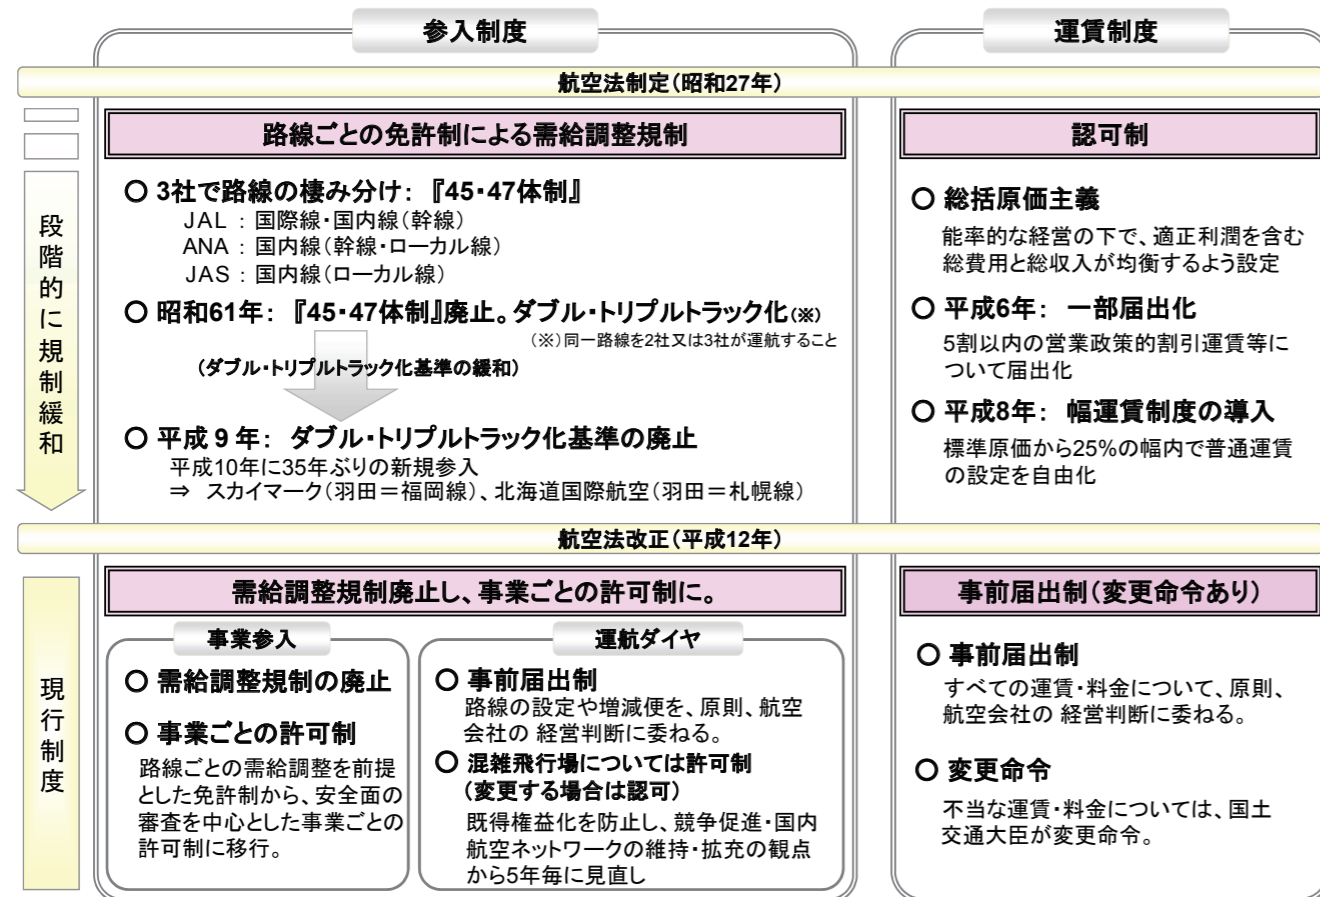 参入制度
運賃制度
航空法制定(昭和27年)
路線ごとの免許制による需給調整規制
認可制
段階的に規制緩和
○ 3社で路線の棲み分け: 『45・47体制』
JAL : 国際線・国内線(幹線)
ANA : 国内線(幹線・ローカル線)
JAS : 国内線(ローカル線)
○ 昭和61年: 『45・47体制』廃止。ダブル・トリプルトラック化(※)
(※)同一路線を2社又は3社が運航すること
(ダブル・トリプルトラック化基準の緩和)
○ 平成 9 年: ダブル・トリプルトラック化基準の廃止
平成10年に35年ぶりの新規参入
⇒ スカイマーク(羽田=福岡線)、北海道国際航空(羽田=札幌線)
○ 総括原価主義
能率的な経営の下で、適正利潤を含む
総費用と総収入が均衡するよう設定
○ 平成6年: 一部届出化
5割以内の営業政策的割引運賃等に
ついて届出化
○ 平成8年: 幅運賃制度の導入
標準原価から25%の幅内で普通運賃
の設定を自由化
航空法改正(平成12年)
需給調整規制廃止し、事業ごとの許可制に。
事前届出制(変更命令あり)
現行制度
事業参入
○ 需給調整規制の廃止
○ 事業ごとの許可制
路線ごとの需給調整を前提
とした免許制から、安全面の
審査を中心とした事業ごとの
許可制に移行。
運航ダイヤ
○ 事前届出制
路線の設定や増減便を、原則、航空
会社の 経営判断に委ねる。
○ 混雑飛行場については許可制
(変更する場合は認可)
既得権益化を防止し、競争促進・国内
航空ネットワークの維持・拡充の観点
から5年毎に見直し
○ 事前届出制
すべての運賃・料金について、原則、
航空会社の 経営判断に委ねる。
○ 変更命令
不当な運賃・料金については、国土
交通大臣が変更命令。